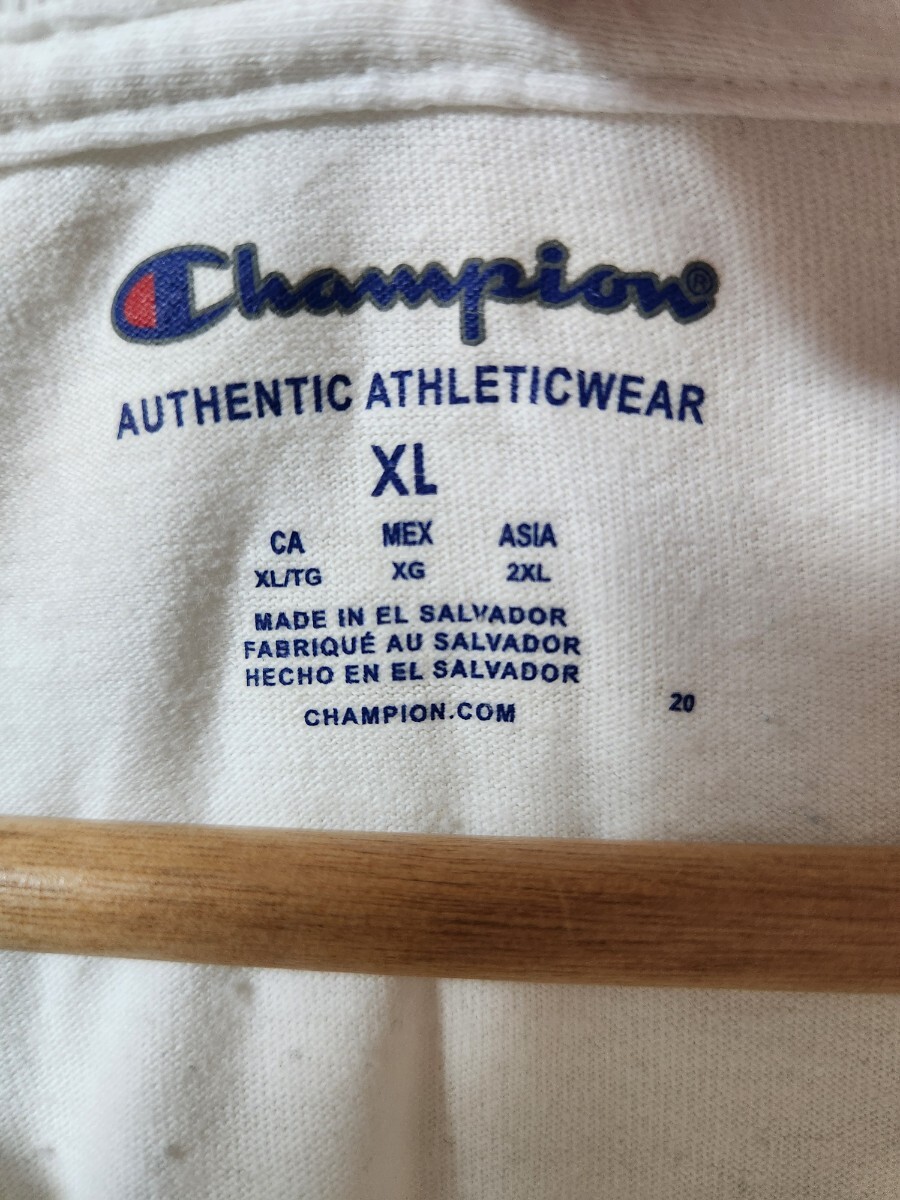 Champion®
AUTHENTIC ATHLETICWEAR
XL
CA MEX ASIA
XL/TG XG 2XL
MADE IN EL SALVADOR
FABRIQUÉ AU SALVADOR
HECHO EN EL SALVADOR
CHAMPION.COM 20